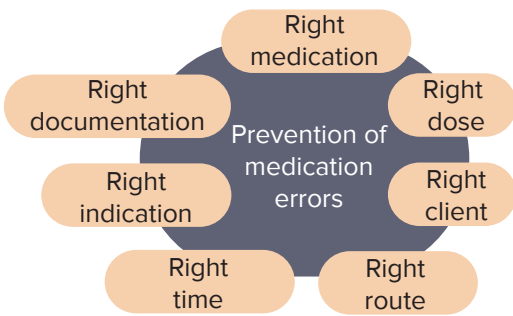 Right
medication
Right
dose
Right
client
Right
route
Right
time
Right
indication
Right
documentation
Prevention of
medication
errors